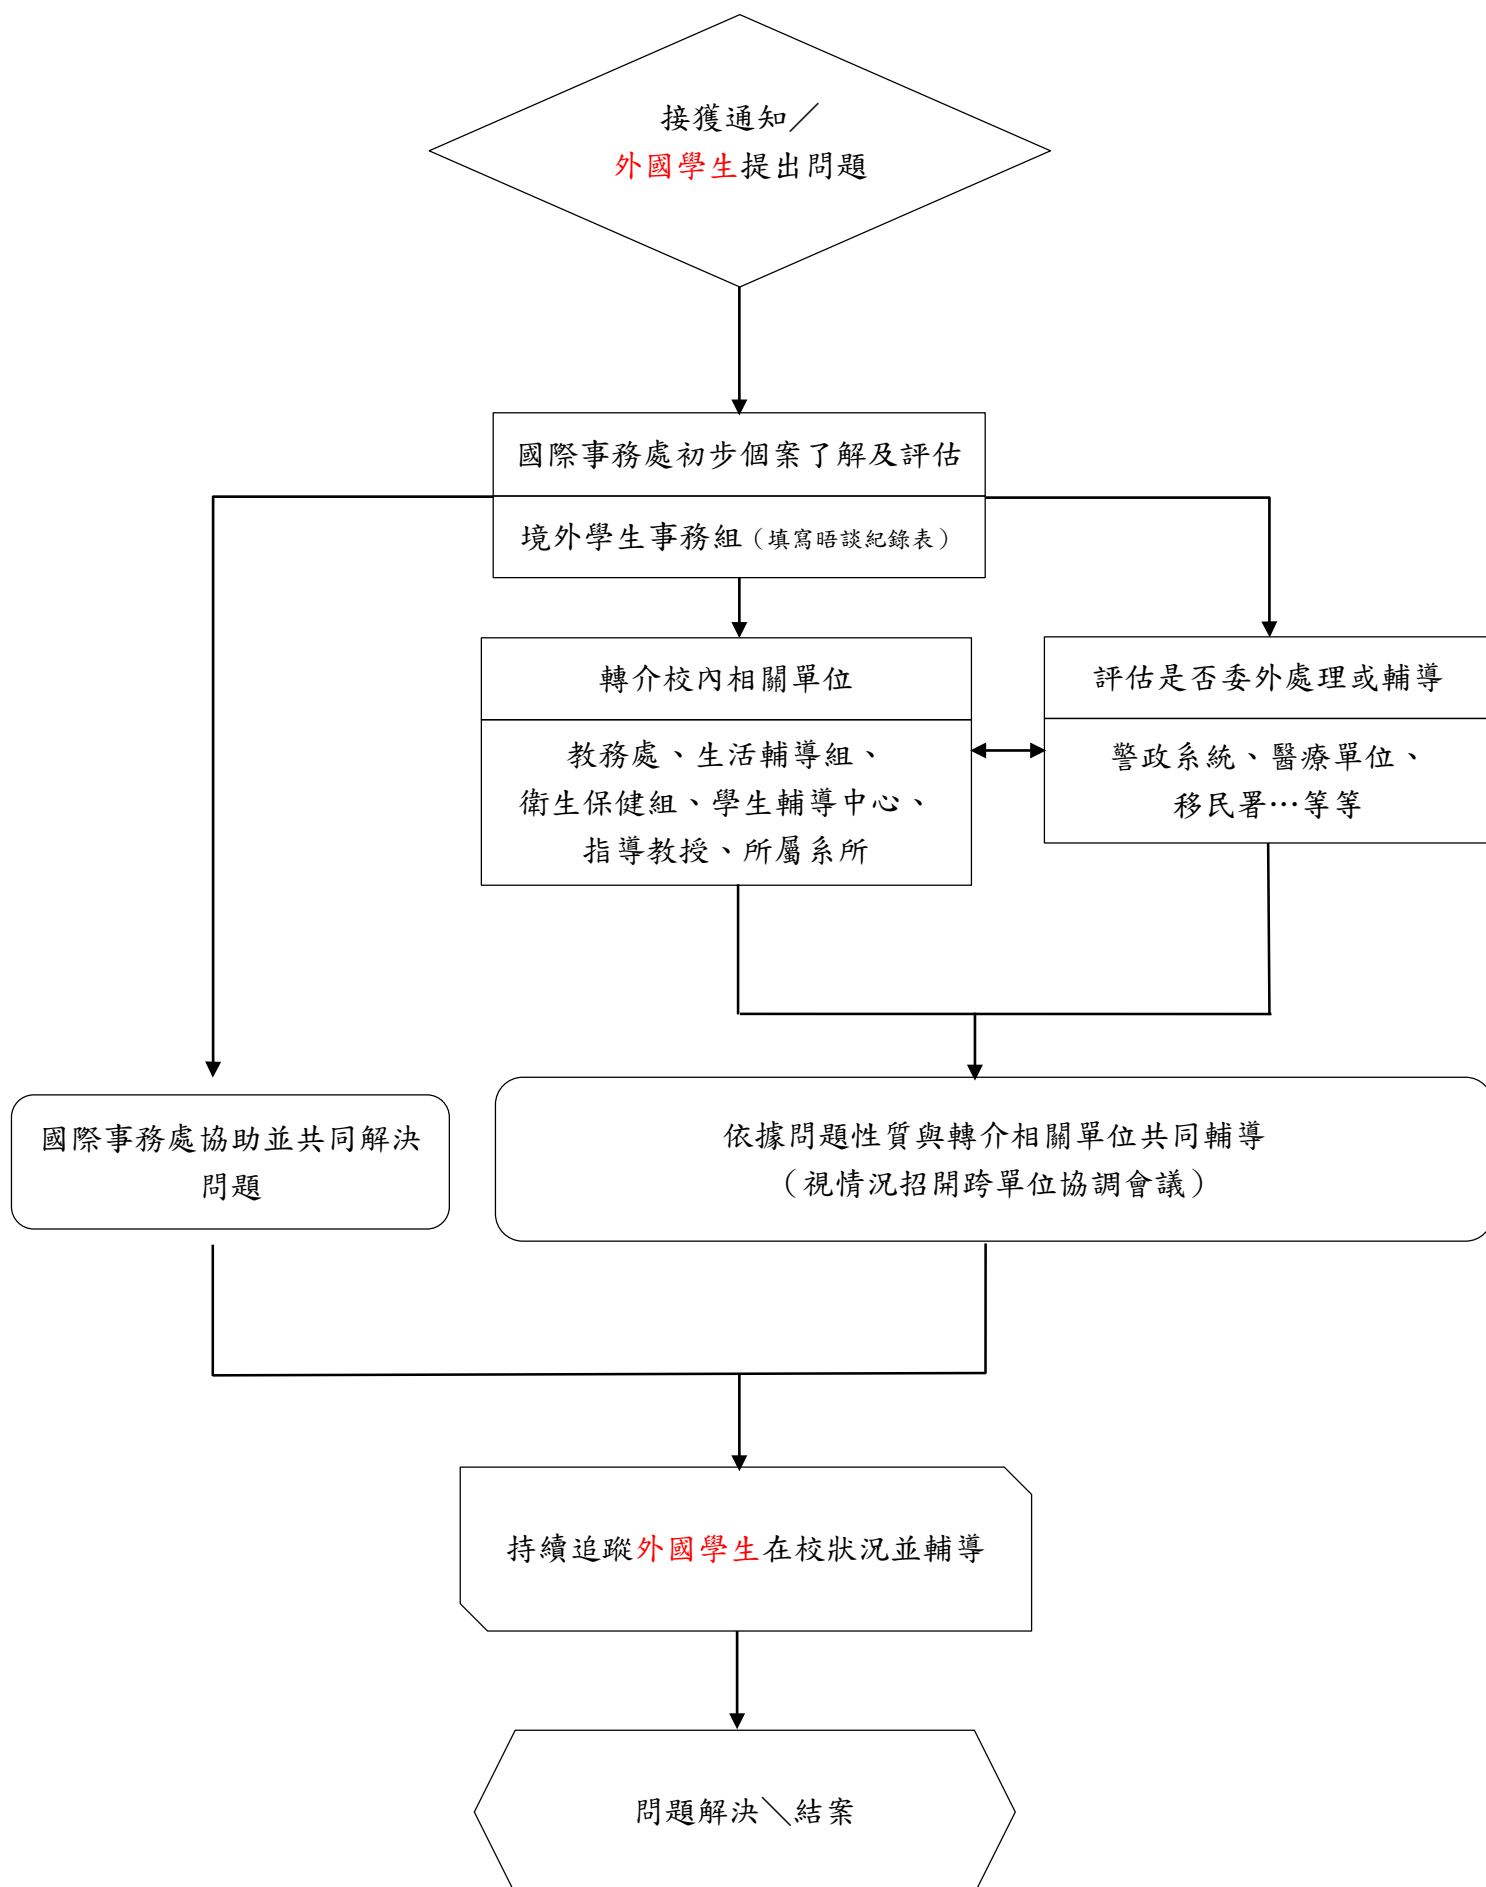 接獲通知／
外國學生提出問題
國際事務處初步個案了解及評估
境外學生事務組（填寫晤談紀錄表）
轉介校內相關單位
教務處、生活輔導組、
衛生保健組、學生輔導中心、
指導教授、所屬系所
評估是否委外處理或輔導
警政系統、醫療單位、
移民署…等等
國際事務處協助並共同解決
問題
依據問題性質與轉介相關單位共同輔導
（視情況招開跨單位協調會議）
持續追蹤外國學生在校狀況並輔導
問題解決＼結案